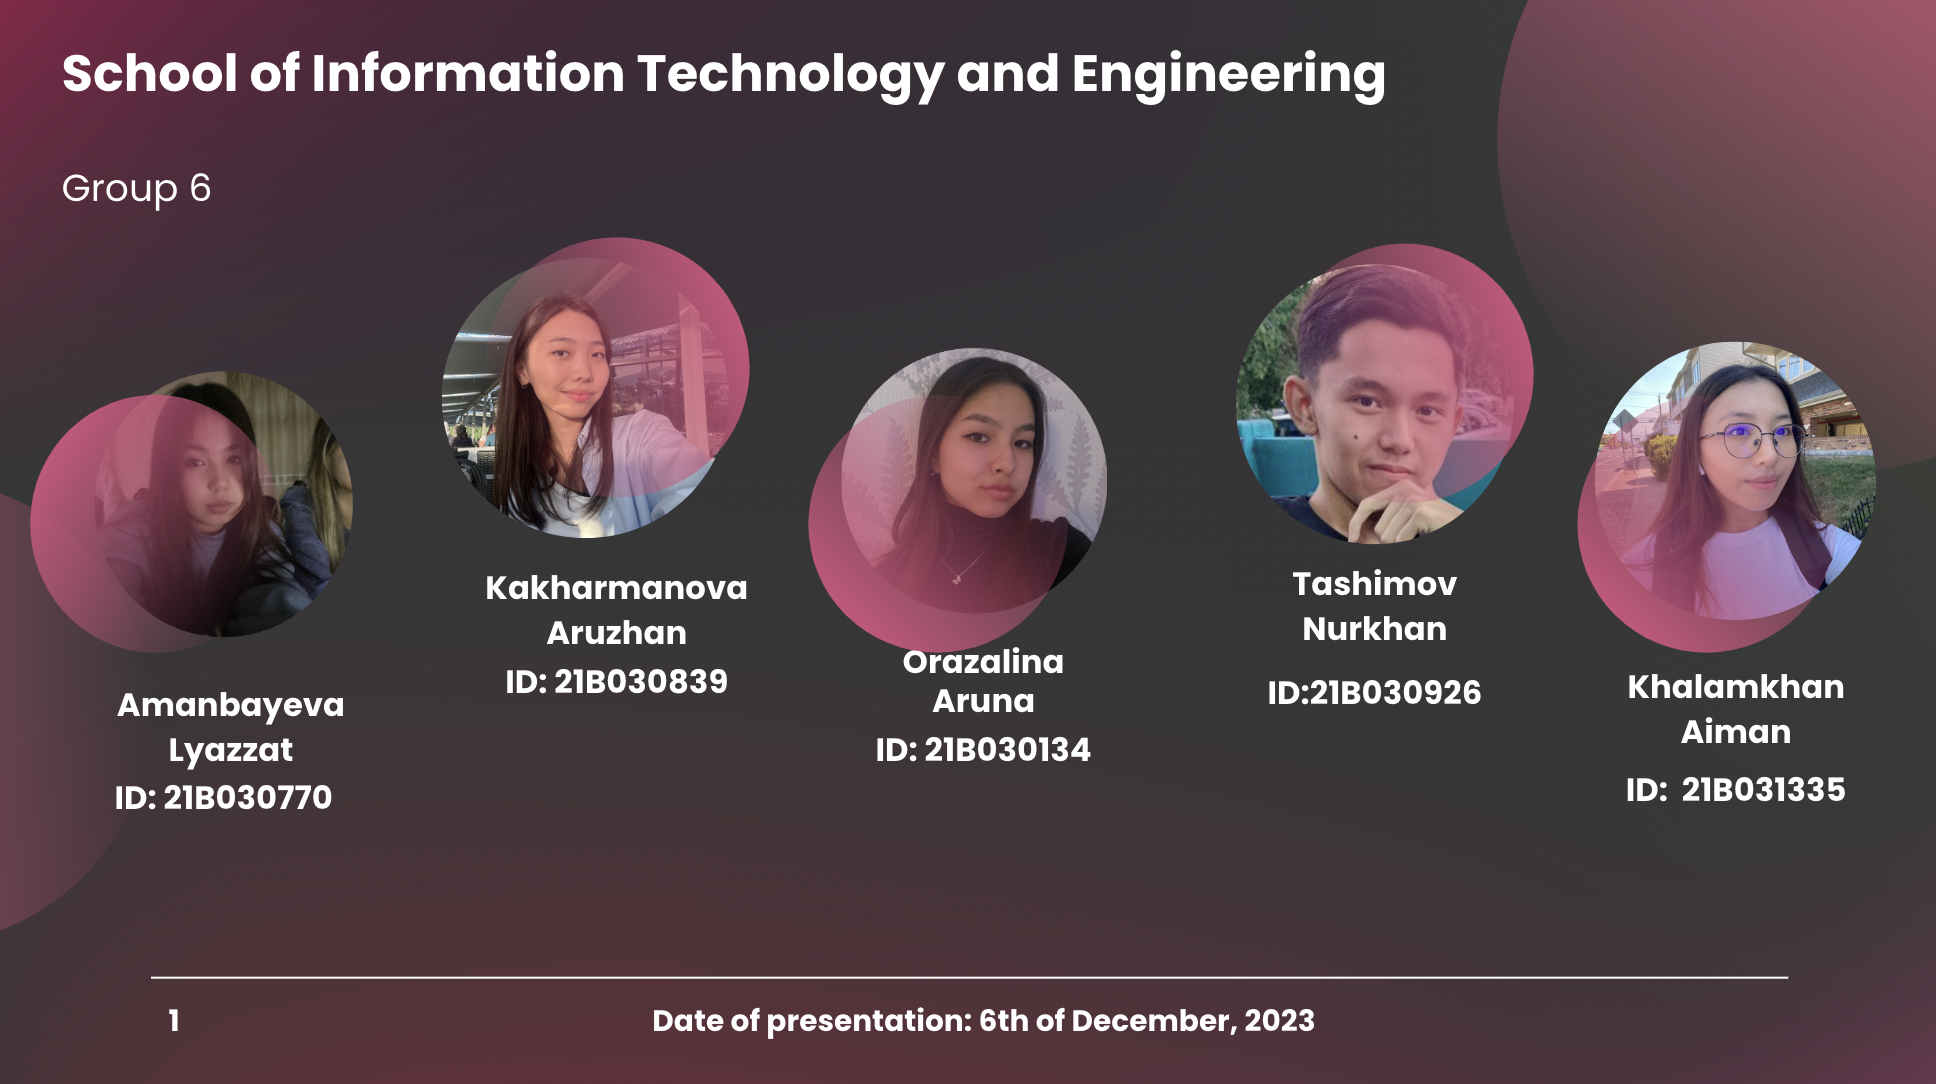 School of Information Technology and Engineering
Group 6
Amanbayeva
Lyazzat
ID: 21B030770
Kakharmanova
Aruzhan
ID: 21B030839
Orazalina
Aruna
ID: 21B030134
Tashimov
Nurkhan
ID:21B030926
Khalamkhan
Aiman
ID: 21B031335
1
Date of presentation: 6th of December, 2023